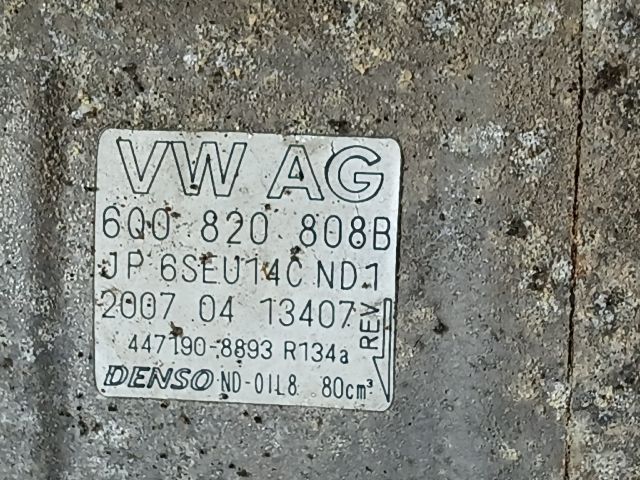 VW AG
6Q0 820 808B
JP 6SEU14C ND1
2007 04 13407
REV
447190-8893 R134a
DENSO ND-OIL8 80cm³